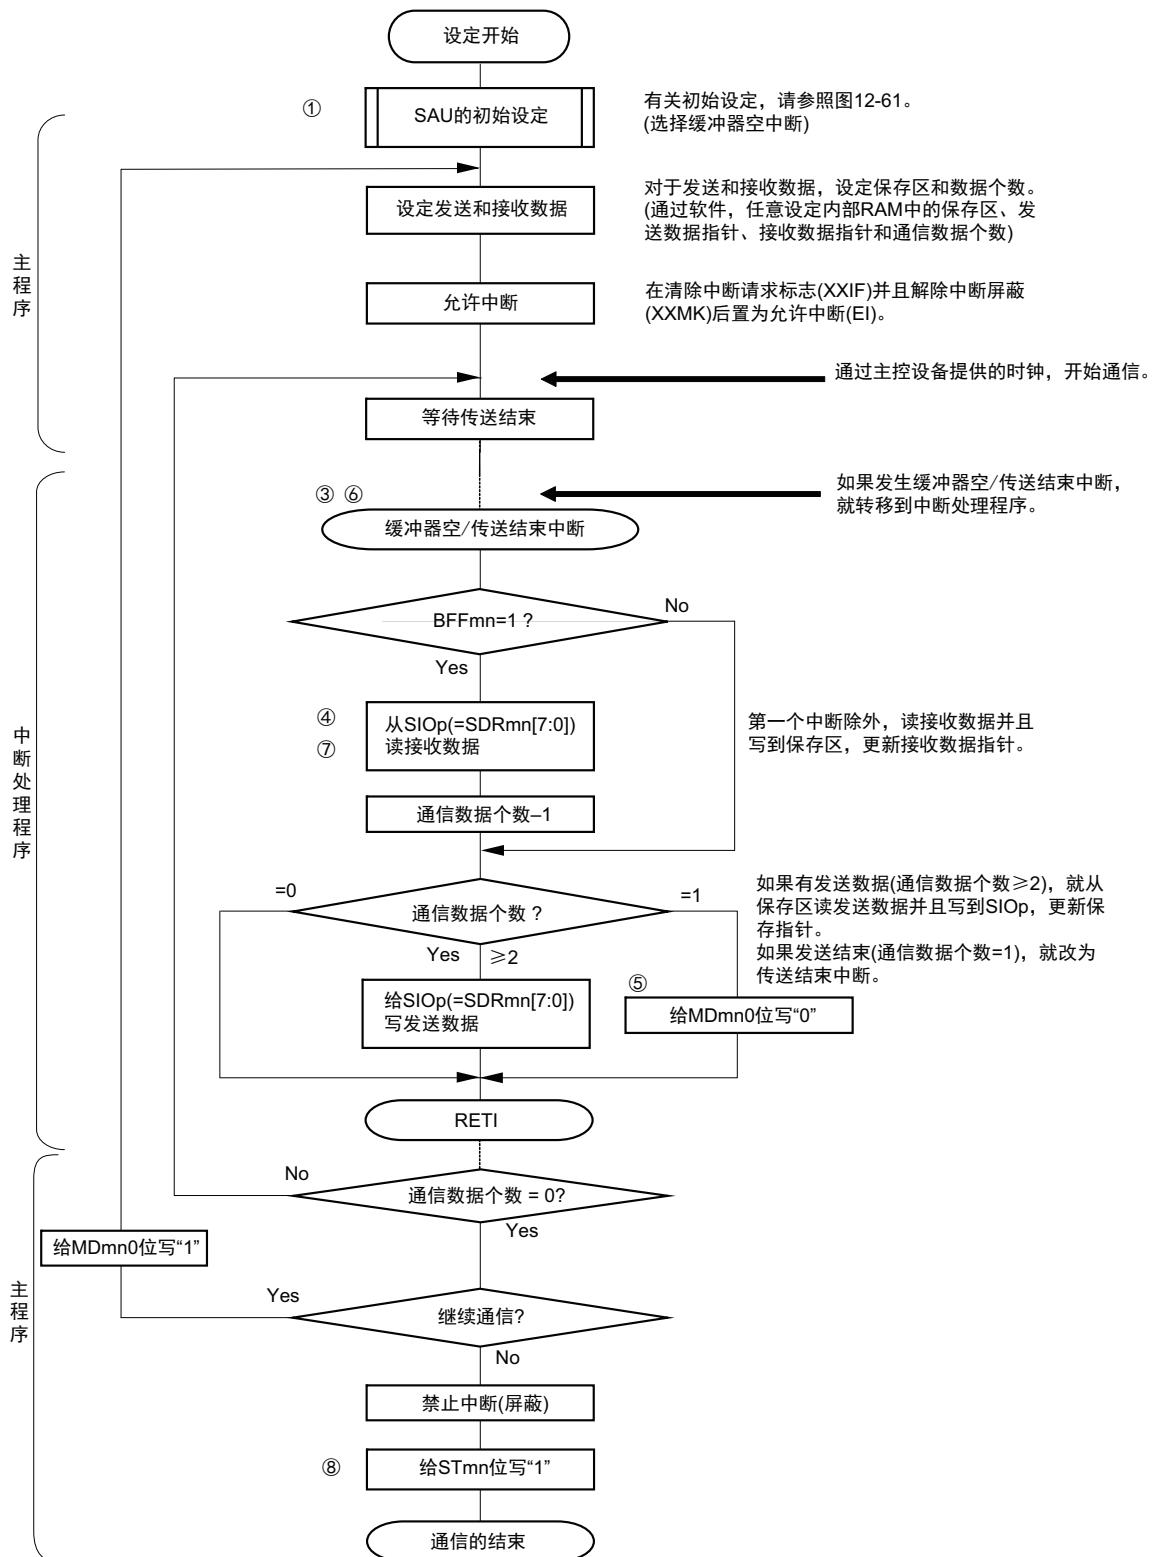 设定开始
①
SAU的初始设定
有关初始设定，请参照图12-61。
(选择缓冲器空中断)
设定发送和接收数据
对于发送和接收数据，设定保存区和数据个数。
(通过软件，任意设定内部RAM中的保存区、发
送数据指针、接收数据指针和通信数据个数)
主程序
允许中断
在清除中断请求标志(XXIF)并且解除中断屏蔽
(XXMK)后置为允许中断(EI)。
通过主控设备提供的时钟，开始通信。
等待传送结束
③ ⑥
如果发生缓冲器空/传送结束中断，
就转移到中断处理程序。
缓冲器空/传送结束中断
BFFmn=1 ?
No
Yes
④
⑦
从SIOp(=SDRmn[7:0])
读接收数据
第一个中断除外，读接收数据并且
写到保存区，更新接收数据指针。
中断处理程序
通信数据个数–1
=0
通信数据个数 ?
=1
如果有发送数据(通信数据个数≥2)，就从
保存区读发送数据并且写到SIOp，更新保
存指针。
如果发送结束(通信数据个数=1)，就改为
传送结束中断。
Yes ≥2
给SIOp(=SDRmn[7:0])
写发送数据
⑤
给MDmn0位写“0”
RETI
No
通信数据个数 = 0?
Yes
给MDmn0位写“1”
主程序
Yes
继续通信?
No
禁止中断(屏蔽)
⑧
给STmn位写“1”
通信的结束